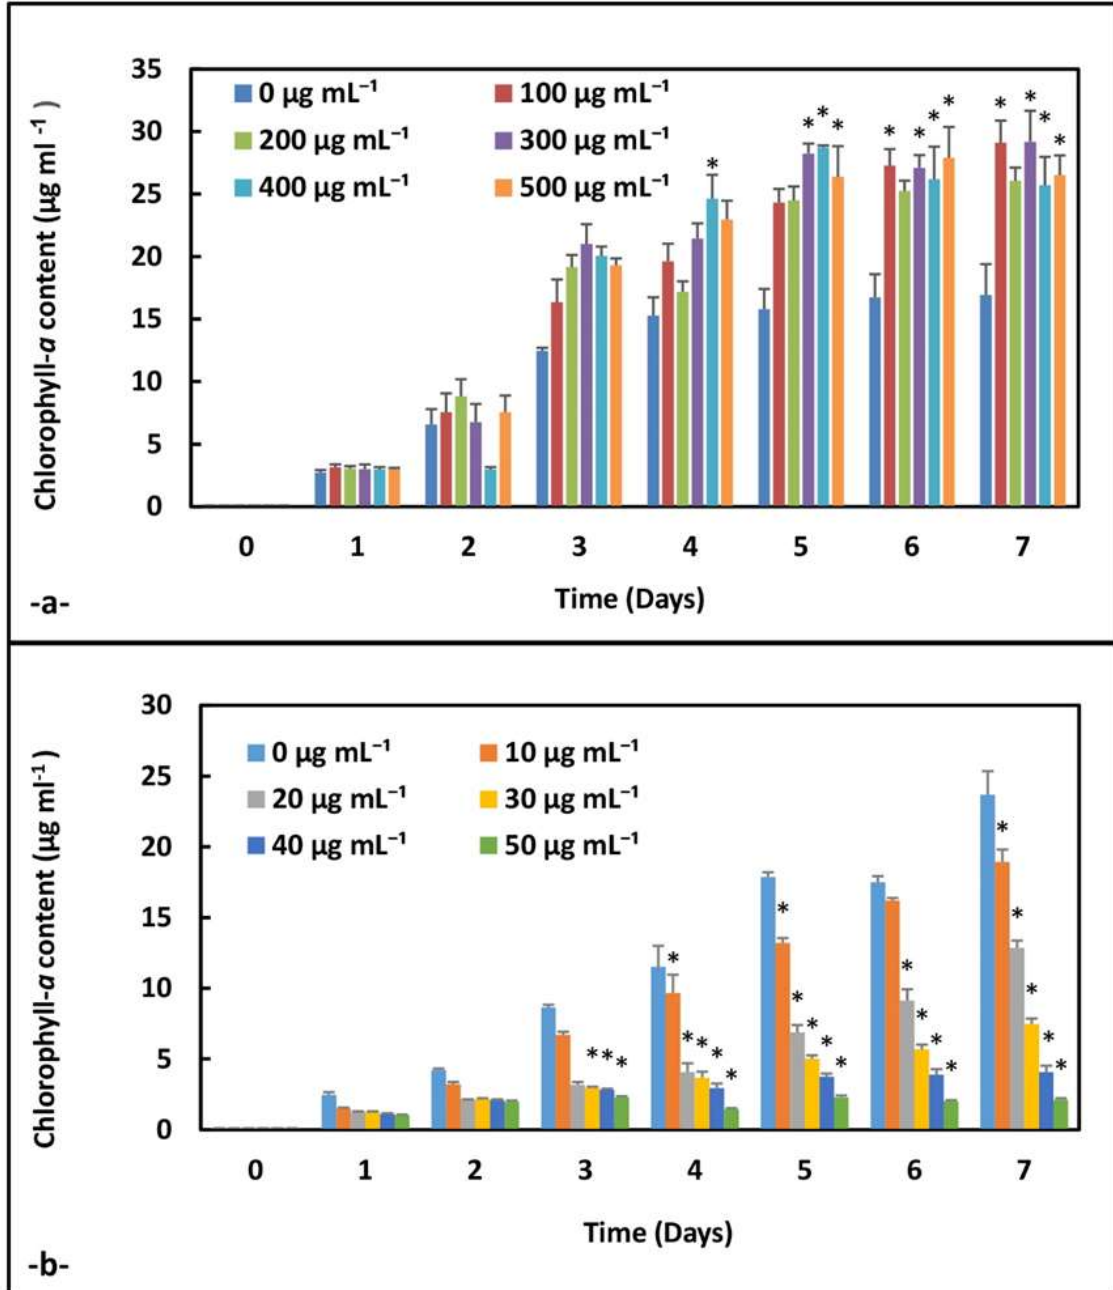 35
30
25
20
15
10
5
0
Chlorophyll-a content (µg ml ⁻¹ )
0 µg mL⁻¹ 100 µg mL⁻¹
200 µg mL⁻¹ 300 µg mL⁻¹
400 µg mL⁻¹ 500 µg mL⁻¹
* * *
*
* * * *
* * * *
0 1 2 3 4 5 6 7
Time (Days)
-a-
30
25
20
15
10
5
0
Chlorophyll-a content (µg ml⁻¹ )
0 µg mL⁻¹ 10 µg mL⁻¹
20 µg mL⁻¹ 30 µg mL⁻¹
40 µg mL⁻¹ 50 µg mL⁻¹
* * *
* * * * *
* * * * *
* * * *
* * * * *
0 1 2 3 4 5 6 7
Time (Days)
-b-